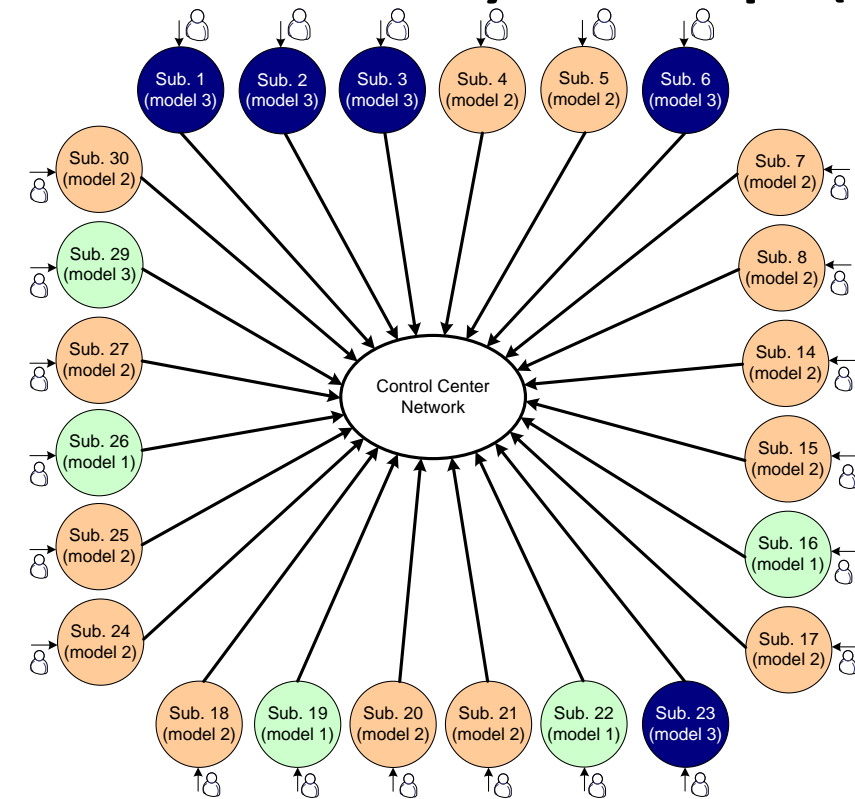 Sub. 1
(model 3)
Sub. 2
(model 3)
Sub. 3
(model 3)
Sub. 4
(model 2)
Sub. 5
(model 2)
Sub. 6
(model 3)
Sub. 30
(model 2)
Sub. 7
(model 2)
Sub. 29
(model 3)
Sub. 8
(model 2)
Sub. 27
(model 2)
Sub. 14
(model 2)
Control Center
Network
Sub. 26
(model 1)
Sub. 15
(model 2)
Sub. 25
(model 2)
Sub. 16
(model 1)
Sub. 24
(model 2)
Sub. 17
(model 2)
Sub. 18
(model 2)
Sub. 19
(model 1)
Sub. 20
(model 2)
Sub. 21
(model 2)
Sub. 22
(model 1)
Sub. 23
(model 3)